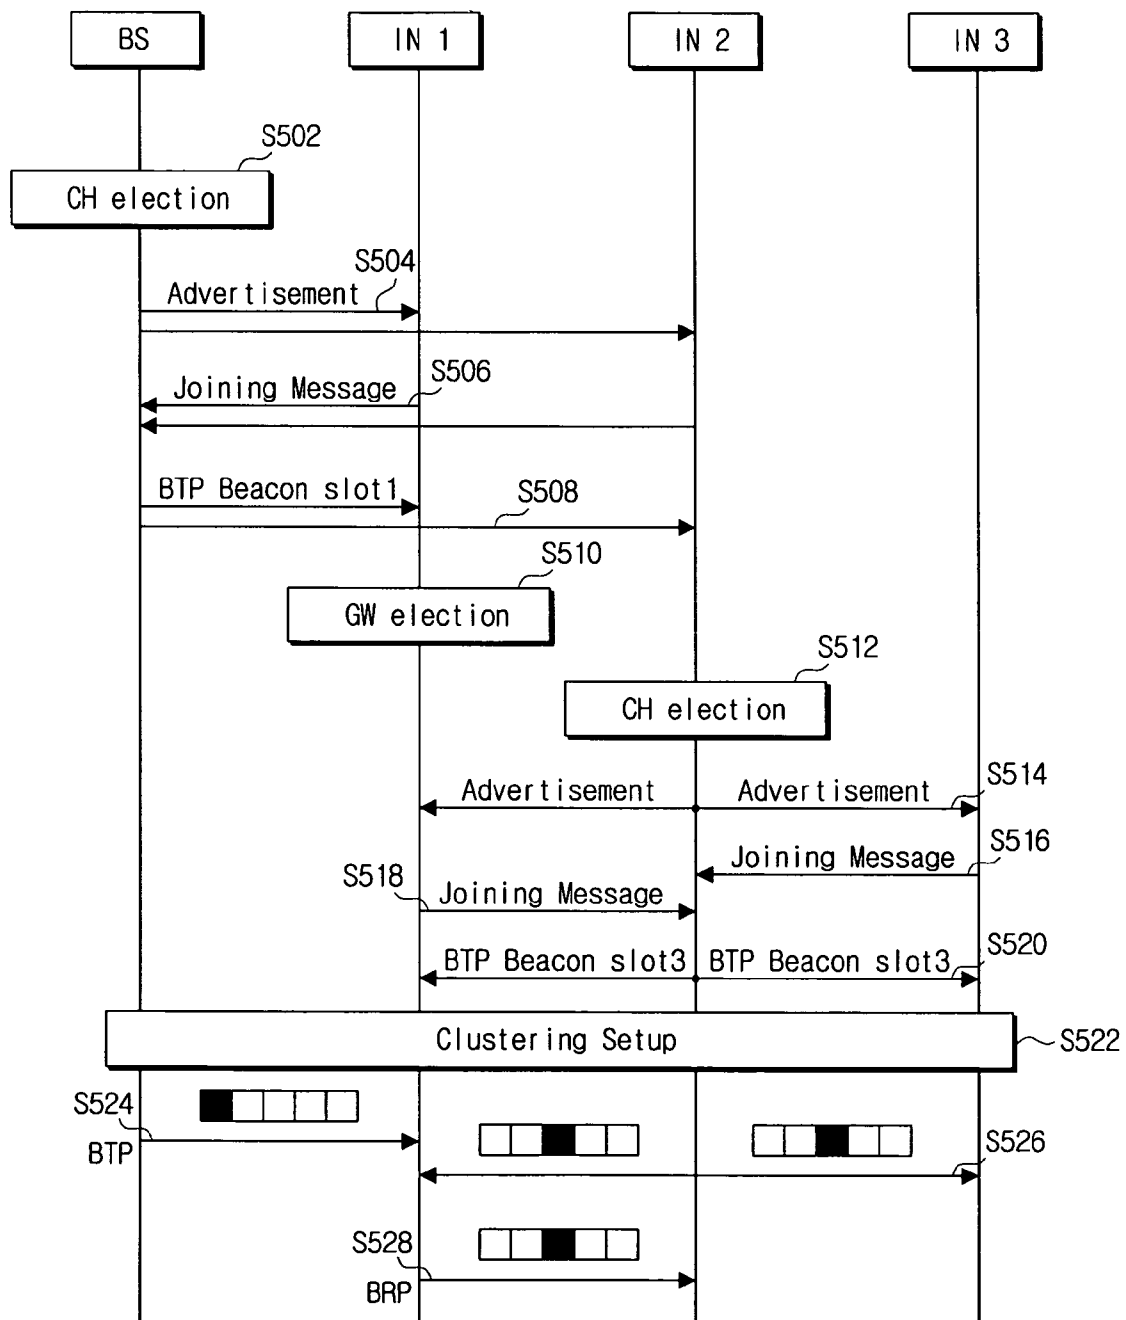 BS IN 1 IN 2 IN 3
S502
CH election
S504
Advertisement
S506
Joining Message
BTP Beacon slot1
S508
S510
GW election
S512
CH election
S514
Advertisement Advertisement
S516
Joining Message
S518
Joining Message
S520
BTP Beacon slot3 BTP Beacon slot3
Clustering Setup
S522
S524
BTP
S526
S528
BRP